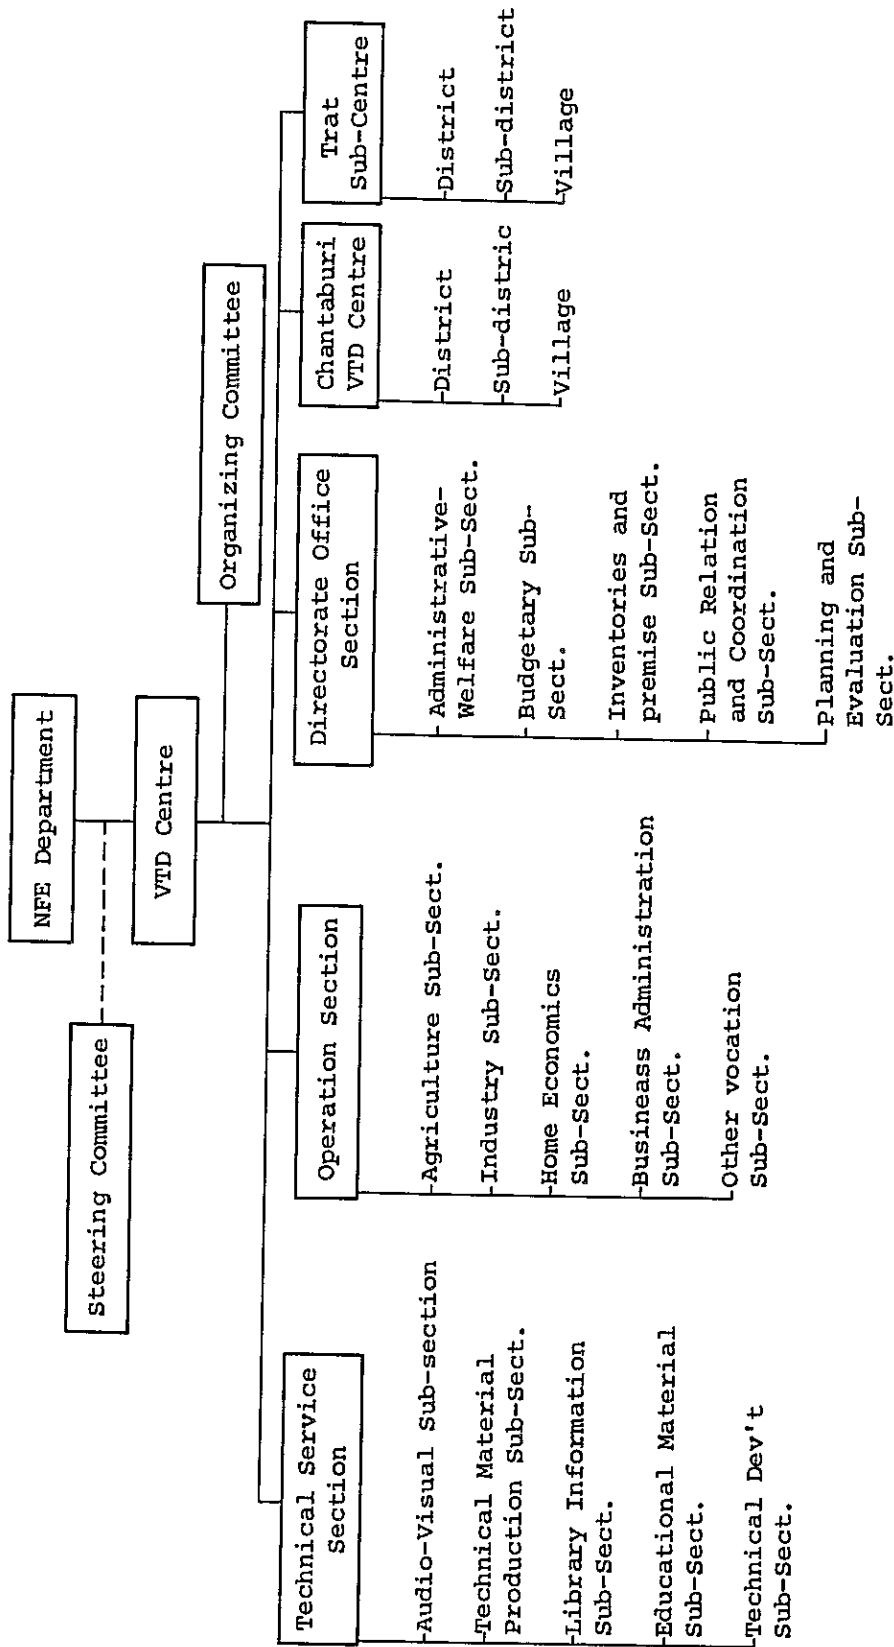 NFE Department
Steering Committee
VTD Centre
Organizing Committee
Technical Service
Section
-Audio-Visual Sub-section
-Technical Material
Production Sub-Sect.
-Library Information
Sub-Sect.
-Educational Material
Sub-Sect.
-Technical Dev't
Sub-Sect.
Operation Section
-Agriculture Sub-Sect.
-Industry Sub-Sect.
-Home Economics
Sub-Sect.
-Busineass Administration
Sub-Sect.
-Other vocation
Sub-Sect.
Directorate Office
Section
-Administrative-
Welfare Sub-Sect.
-Budgetary Sub-
Sect.
-Inventories and
premise Sub-Sect.
-Public Relation
and Coordination
Sub-Sect.
-Planning and
Evaluation Sub-
Sect.
Chantaburi
VTD Centre
-District
-Sub-distric
-Village
Trat
Sub-Centre
-District
-Sub-district
-Village